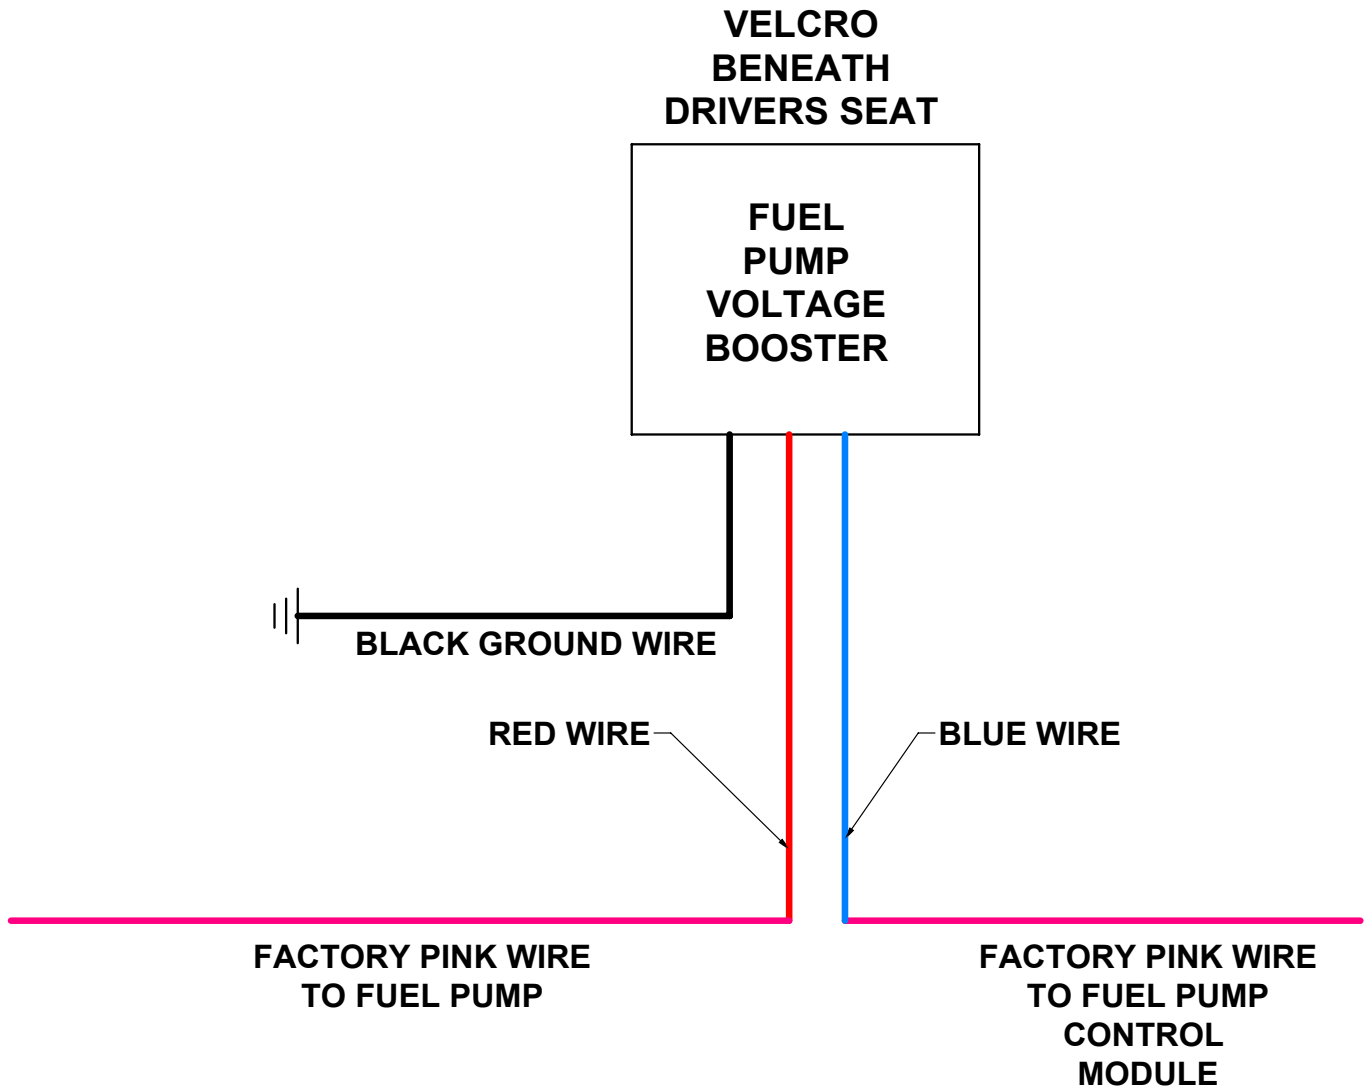 VELCRO
BENEATH
DRIVERS SEAT
FUEL
PUMP
VOLTAGE
BOOSTER
BLACK GROUND WIRE
RED WIRE
BLUE WIRE
FACTORY PINK WIRE
TO FUEL PUMP
FACTORY PINK WIRE
TO FUEL PUMP
CONTROL
MODULE